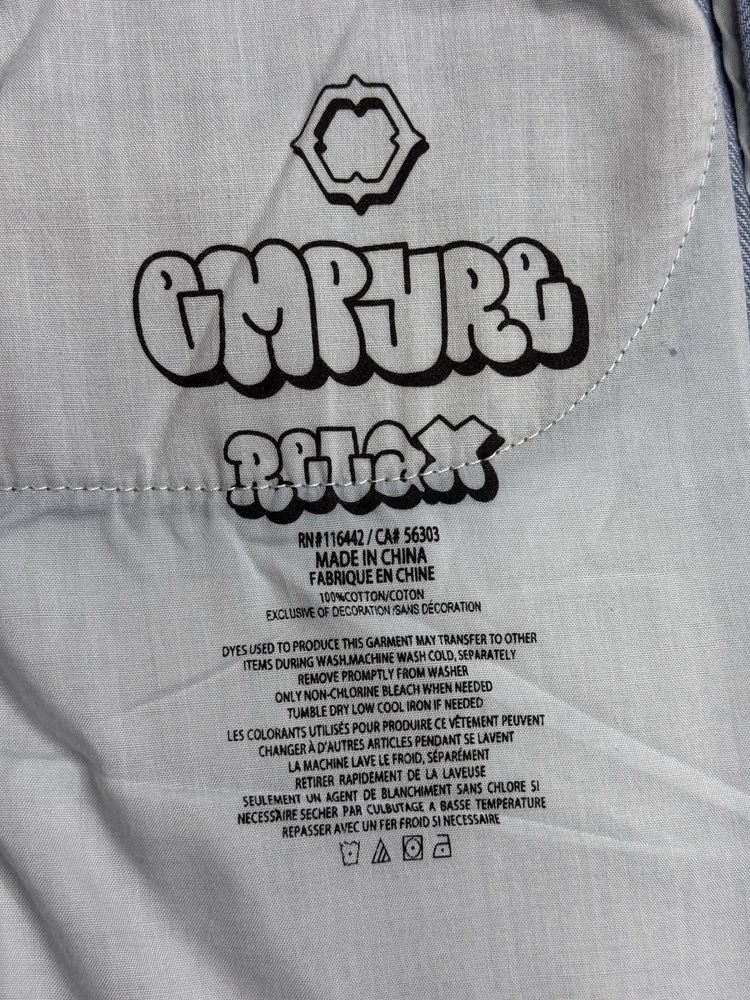 EMPYRE
RELAX
RN#116442 / CA# 56303
MADE IN CHINA
FABRIQUE EN CHINE
100%COTTON/COTON
EXCLUSIVE OF DECORATION /SANS DÉCORATION
DYES USED TO PRODUCE THIS GARMENT MAY TRANSFER TO OTHER
ITEMS DURING WASH.MACHINE WASH COLD, SEPARATELY
REMOVE PROMPTLY FROM WASHER
ONLY NON-CHLORINE BLEACH WHEN NEEDED
TUMBLE DRY LOW COOL IRON IF NEEDED
LES COLORANTS UTILISÉS POUR PRODUIRE CE VÊTEMENT PEUVENT
CHANGER À D'AUTRES ARTICLES PENDANT SE LAVENT
LA MACHINE LAVE LE FROID, SÉPARÉMENT
RETIRER RAPIDEMENT DE LA LAVEUSE
SEULEMENT UN AGENT DE BLANCHIMENT SANS CHLORE SI
NECESSAIRE SECHER PAR CULBUTAGE A BASSE TEMPERATURE
REPASSER AVEC UN FER FROID SI NECESSAIRE